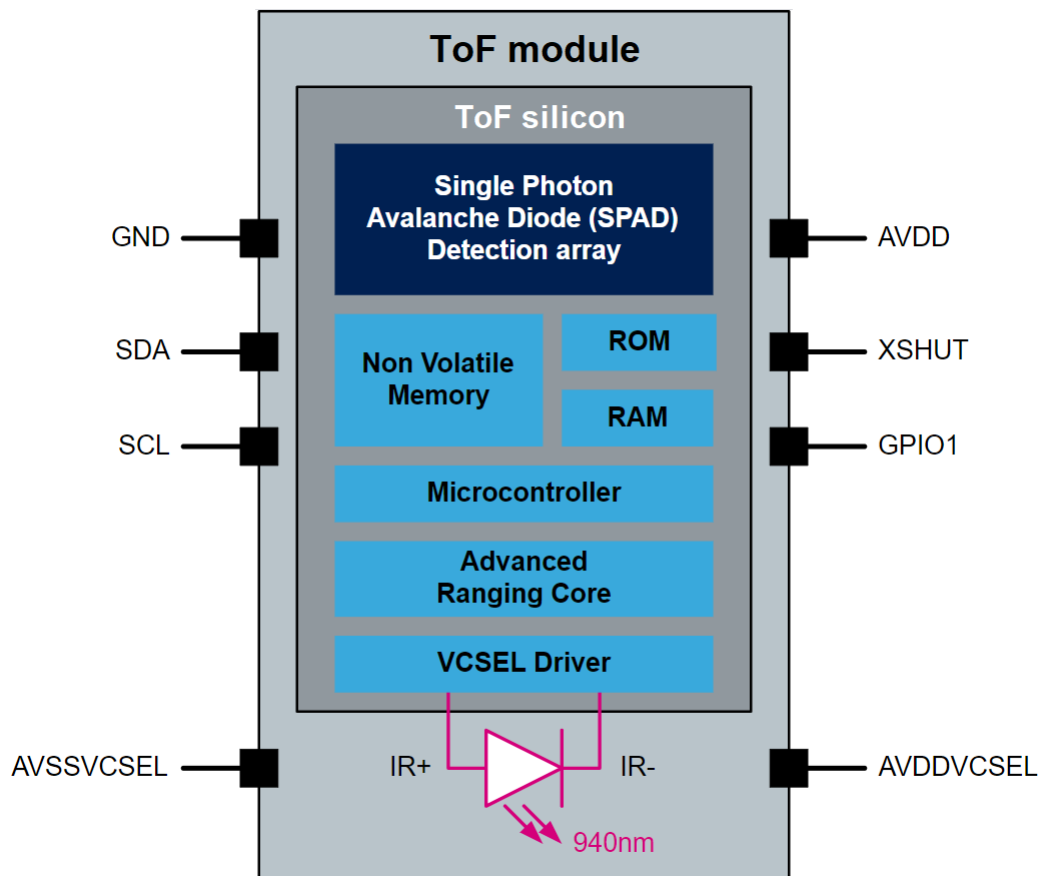 ToF module
ToF silicon
Single Photon
Avalanche Diode (SPAD)
Detection array
GND
AVDD
SDA
XSHUT
Non Volatile
Memory
ROM
RAM
SCL
GPIO1
Microcontroller
Advanced
Ranging Core
VCSEL Driver
AVSSVCSEL
IR+
IR-
AVDDVCSEL
940nm